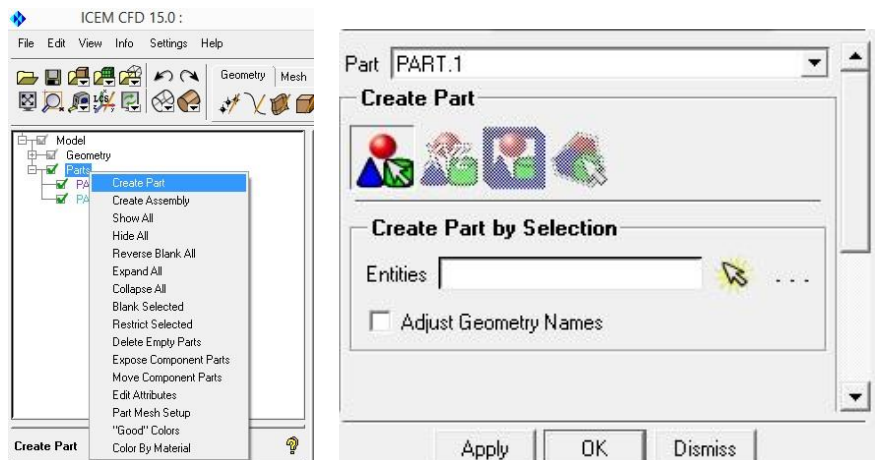 ICEM CFD 15.0 :
File Edit View Info Settings Help
Geometry Mesh
Model
Geometry
Parts
PA
PA
Create Part
Create Assembly
Show All
Hide All
Reverse Blank All
Expand All
Collapse All
Blank Selected
Restrict Selected
Delete Empty Parts
Expose Component Parts
Move Component Parts
Edit Attributes
Part Mesh Setup
"Good" Colors
Color By Material
Create Part
Part PART.1
Create Part
Create Part by Selection
Entities ...
Adjust Geometry Names
Apply OK Dismiss